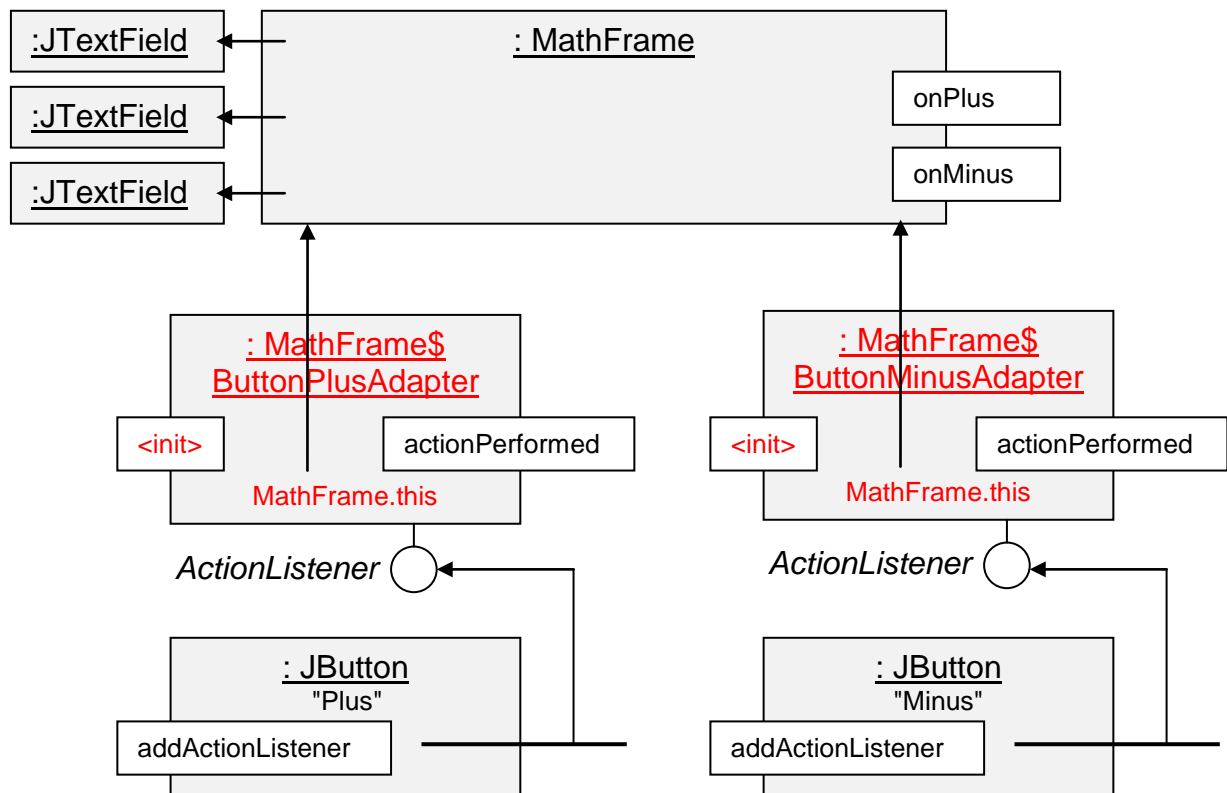 :JTextField
: MathFrame
onPlus
:JTextField
onMinus
:JTextField
: MathFrame$
ButtonPlusAdapter
<init>
actionPerformed
MathFrame.this
ActionListener
: MathFrame$
ButtonMinusAdapter
<init>
actionPerformed
MathFrame.this
ActionListener
: JButton
"Plus"
addActionListener
: JButton
"Minus"
addActionListener